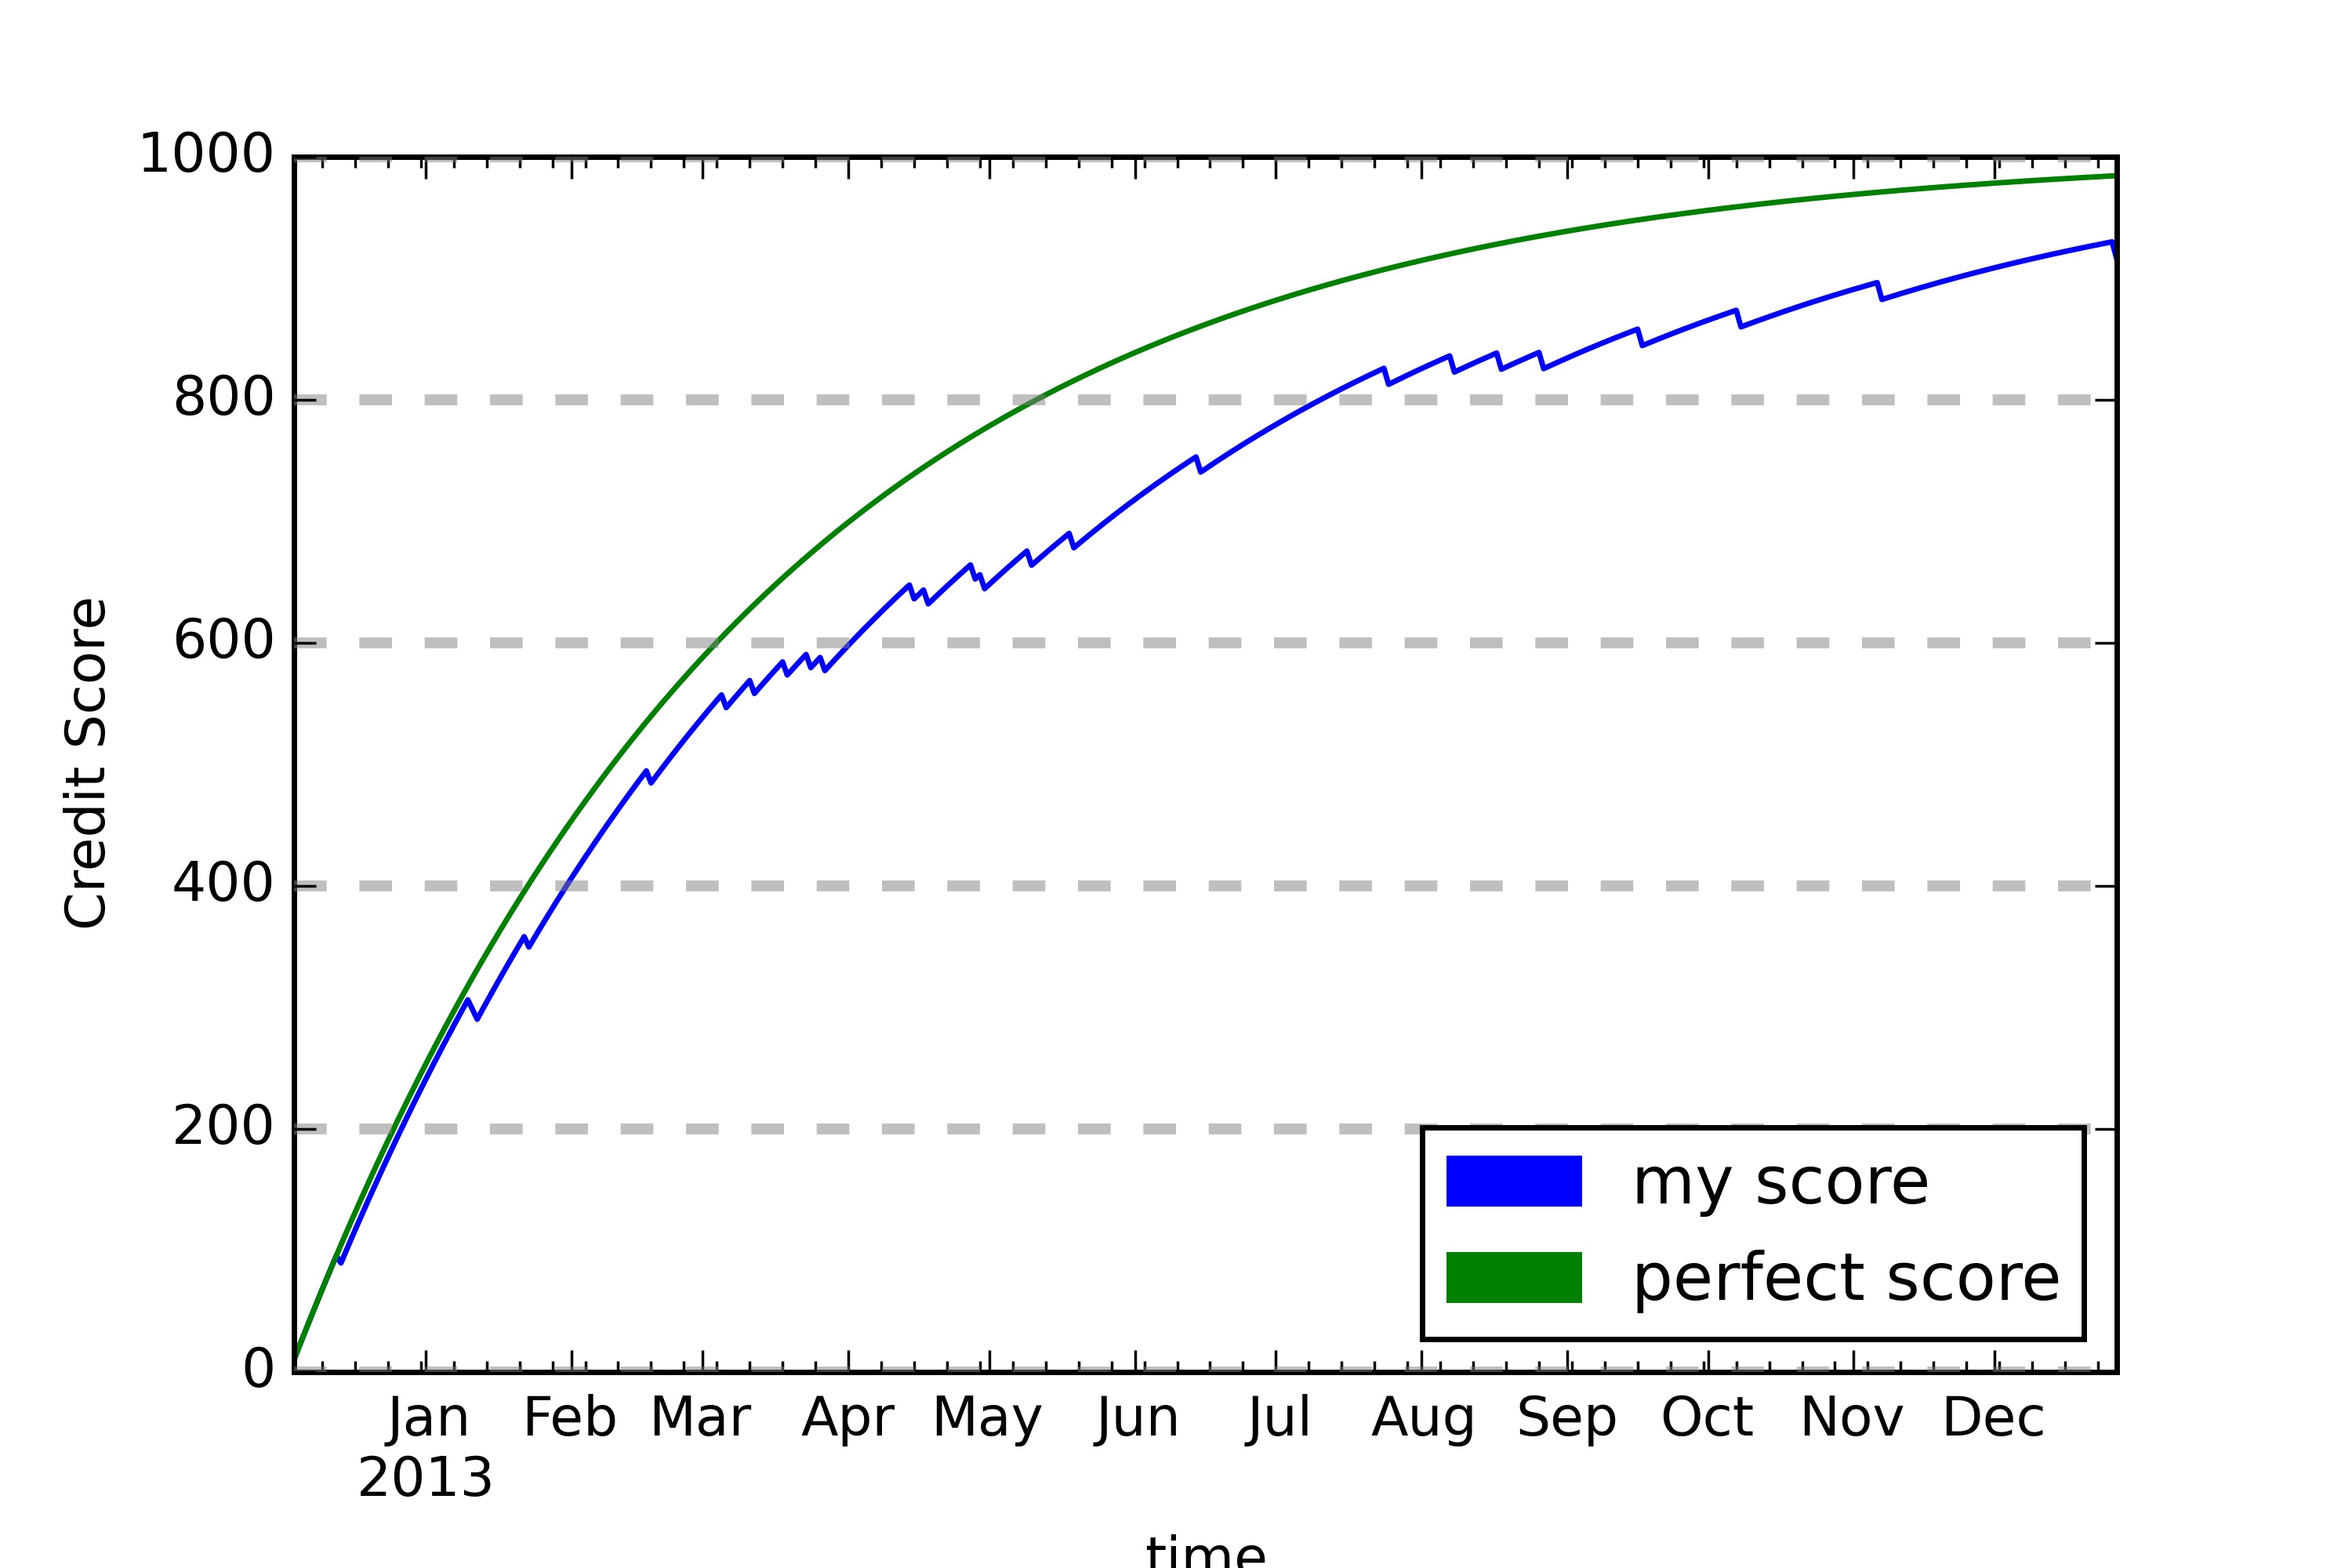 1000
800
600
400
200
0
Credit Score
my score
perfect score
Jan Feb Mar Apr May Jun Jul Aug Sep Oct Nov Dec
2013
time